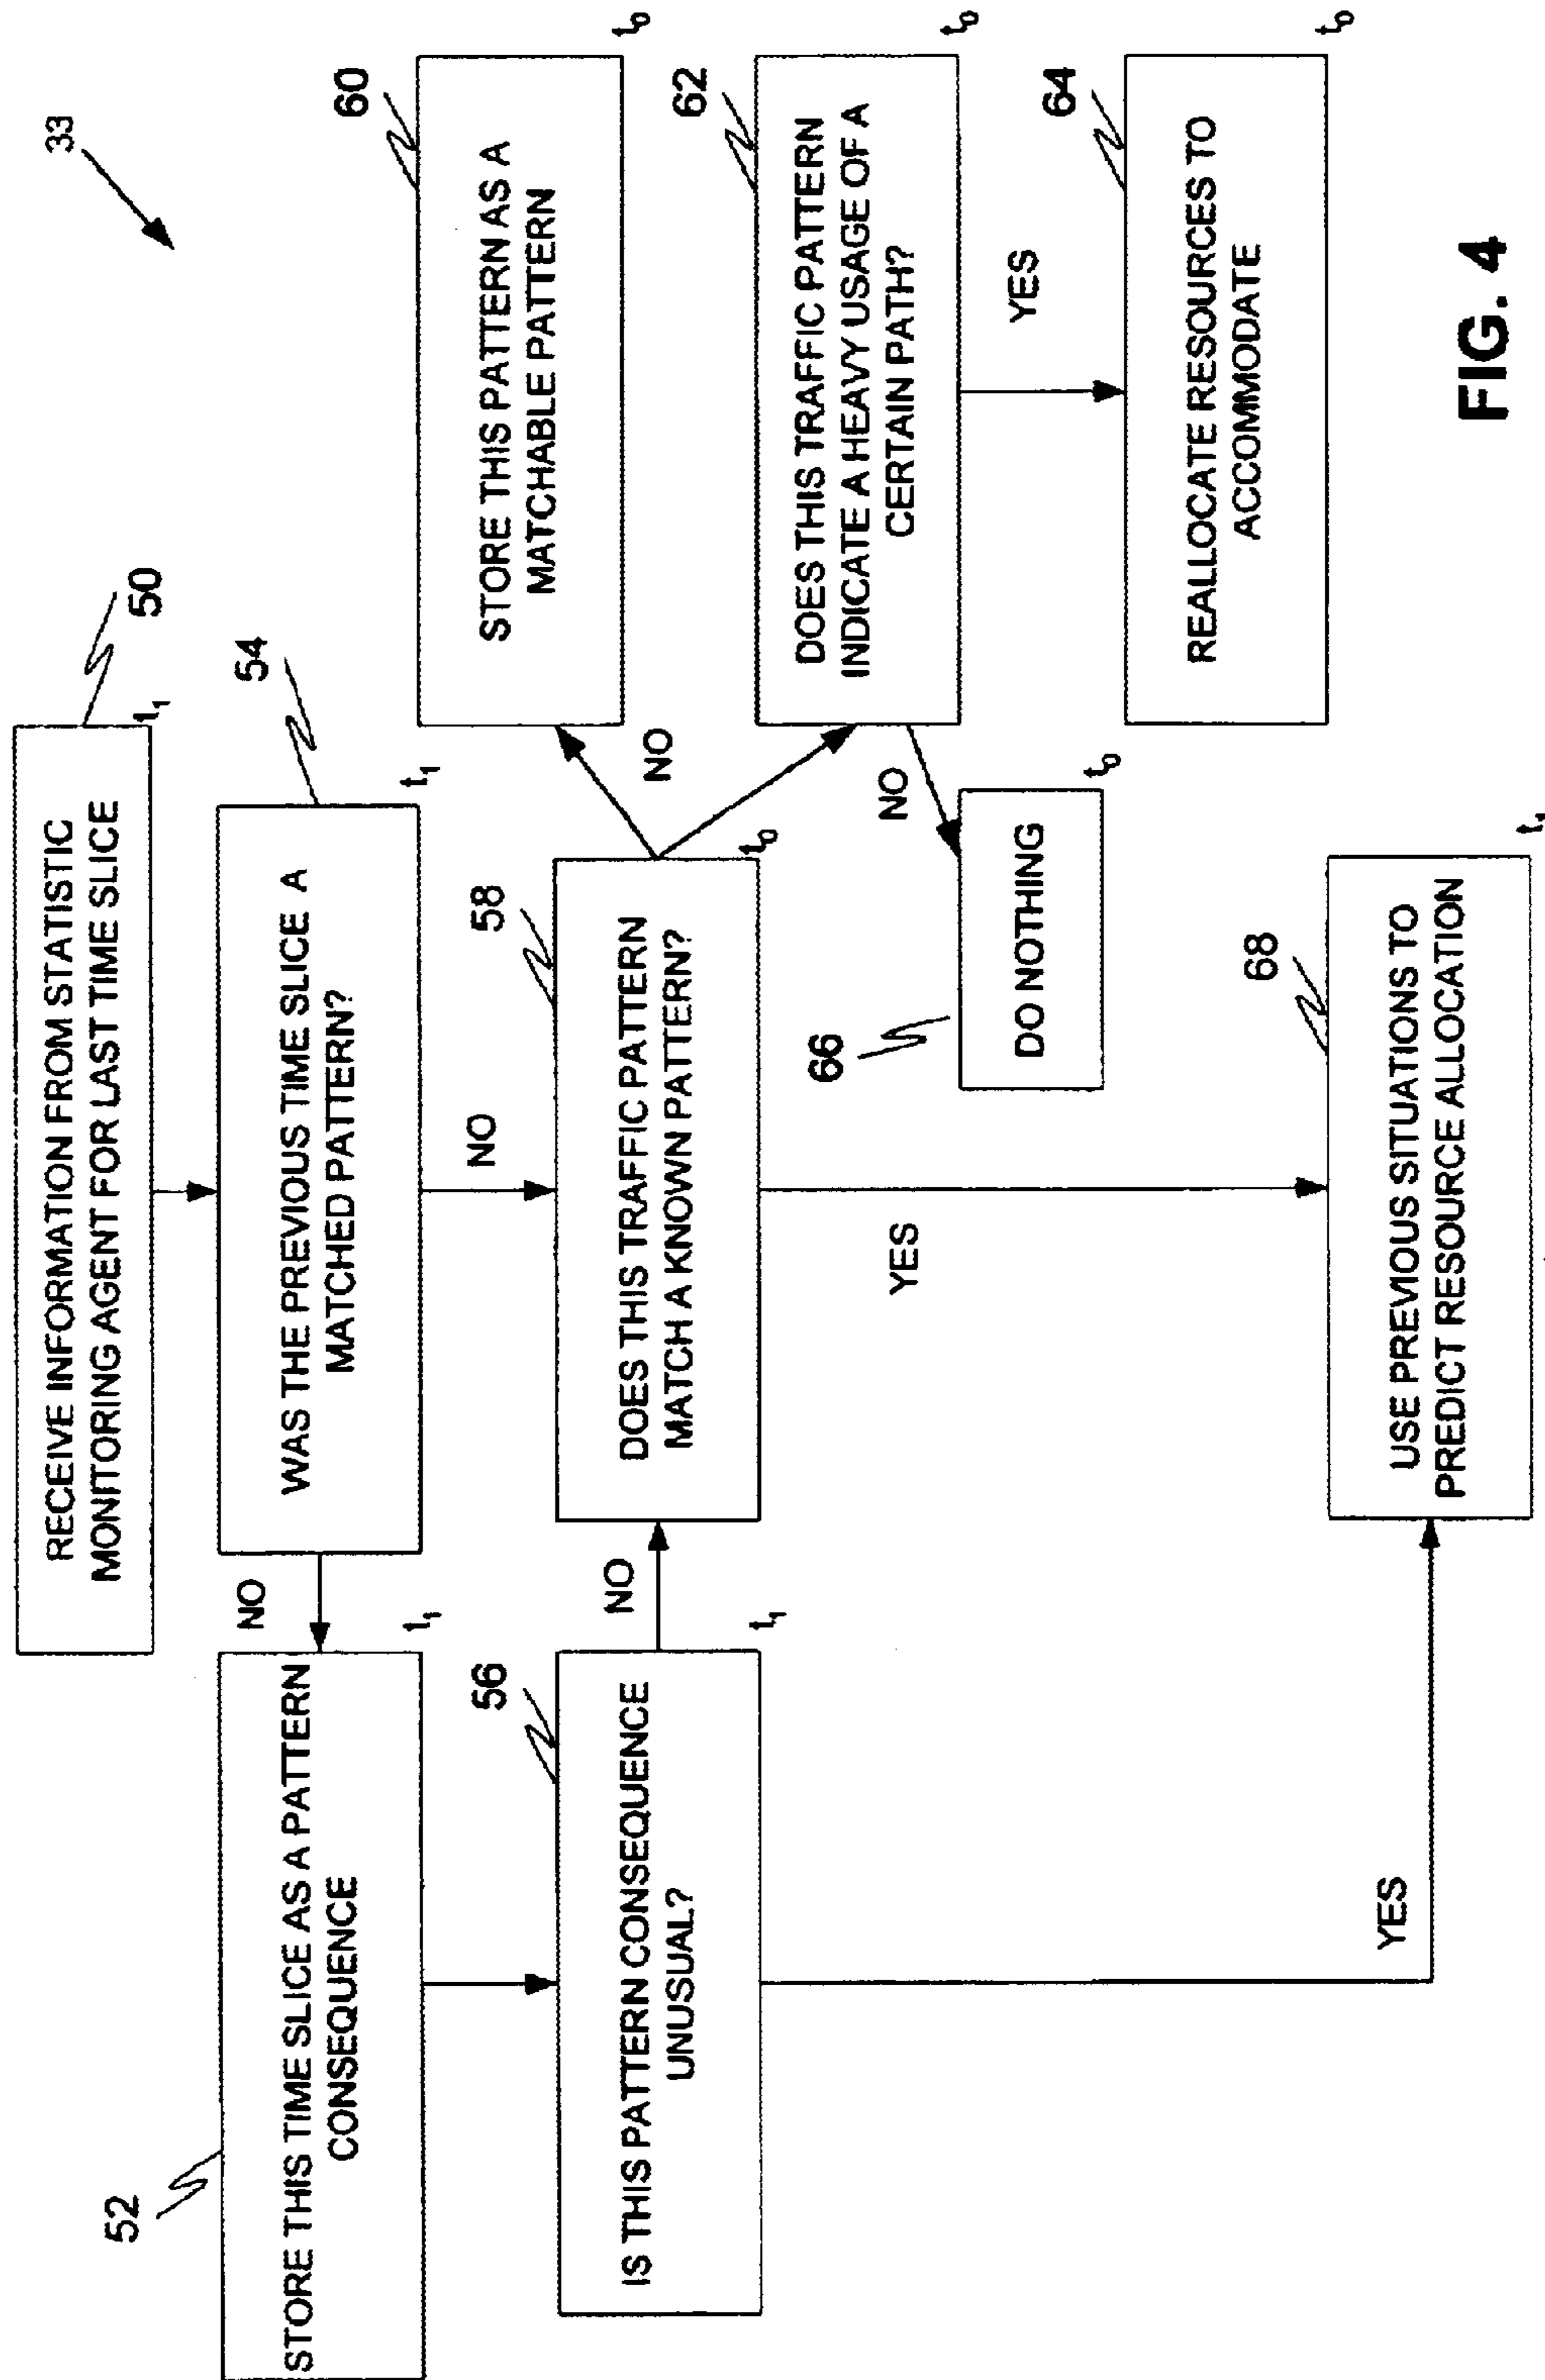 33
RECEIVE INFORMATION FROM STATISTIC
MONITORING AGENT FOR LAST TIME SLICE
t₁
50
54
WAS THE PREVIOUS TIME SLICE A
MATCHED PATTERN?
t₁
NO
NO
52
STORE THIS TIME SLICE AS A PATTERN
CONSEQUENCE
t₁
56
IS THIS PATTERN CONSEQUENCE
UNUSUAL?
t₁
NO
YES
58
DOES THIS TRAFFIC PATTERN
MATCH A KNOWN PATTERN?
t₀
NO
YES
60
STORE THIS PATTERN AS A
MATCHABLE PATTERN
t₀
62
DOES THIS TRAFFIC PATTERN
INDICATE A HEAVY USAGE OF A
CERTAIN PATH?
t₀
NO
YES
66
DO NOTHING
t₀
64
REALLOCATE RESOURCES TO
ACCOMMODATE
t₀
68
USE PREVIOUS SITUATIONS TO
PREDICT RESOURCE ALLOCATION
t₁
FIG. 4